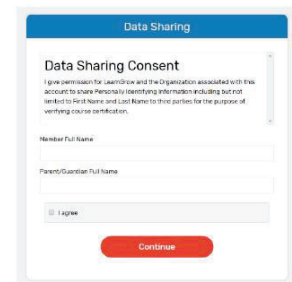 Data Sharing
Data Sharing Consent
I give permission for LearnGrow and the Organization associated with this
account to share Personally Identifying Information including but not
limited to First Name and Last Name to third parties for the purpose of
verifying course certification.
Member Full Name
Parent/Guardian Full Name
I agree
Continue